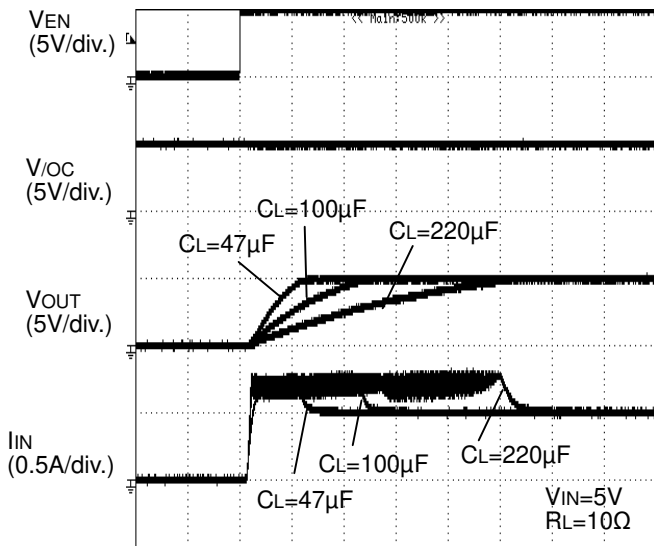 VEN
(5V/div.)
<< Main:500k >>
V/OC
(5V/div.)
CL=100µF
CL=47µF
CL=220µF
VOUT
(5V/div.)
IIN
(0.5A/div.)
CL=100µF
CL=220µF
CL=47µF
VIN=5V
RL=10Ω